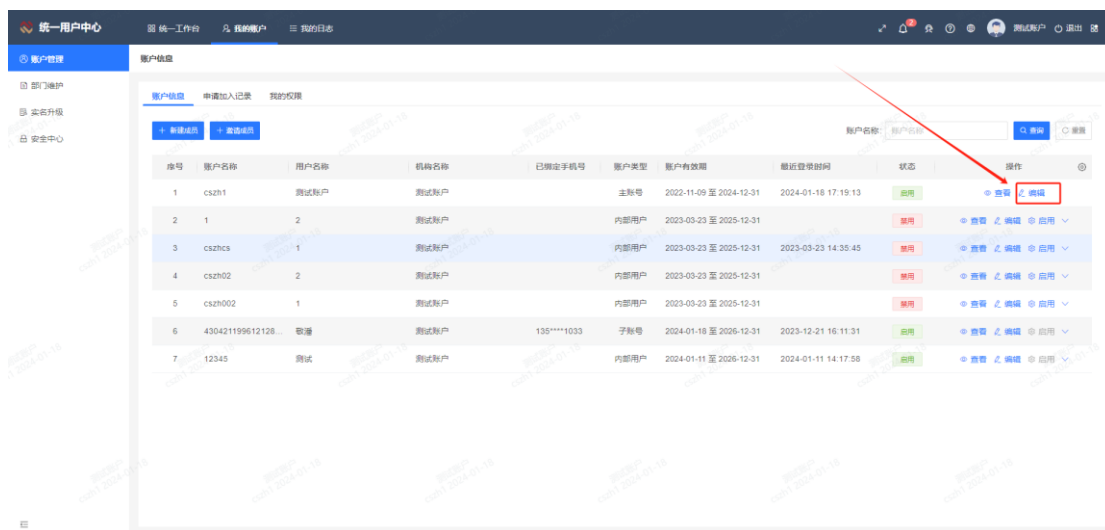 统一用户中心 统一工作台 我的账户 我的日志 2 测试账户 退出
账户管理
部门维护
实名升级
安全中心
账户信息
账户信息 申请加入记录 我的权限
+ 新建成员 + 邀请成员 账户名称: 账户名称 查询 重置
序号 账户名称 用户名称 机构名称 已绑定手机号 账户类型 账户有效期 最近登录时间 状态 操作
1 cszh1 测试账户 测试账户 主账号 2022-11-09 至 2024-12-31 2024-01-18 17:19:13 启用 查看 编辑
2 1 2 测试账户 内部用户 2023-03-23 至 2025-12-31 禁用 查看 编辑 启用
3 cszhcs 1 测试账户 内部用户 2023-03-23 至 2025-12-31 2023-03-23 14:35:45 禁用 查看 编辑 启用
4 cszh02 2 测试账户 内部用户 2023-03-23 至 2025-12-31 禁用 查看 编辑 启用
5 cszh002 1 测试账户 内部用户 2023-03-23 至 2025-12-31 禁用 查看 编辑 启用
6 430421199612128... 敬潘 测试账户 135****1033 子账号 2024-01-18 至 2026-12-31 2023-12-21 16:11:31 启用 查看 编辑 启用
7 12345 测试 测试账户 内部用户 2024-01-11 至 2026-12-31 2024-01-11 14:17:58 启用 查看 编辑 启用
测试账户
cszh1 2024-01-18